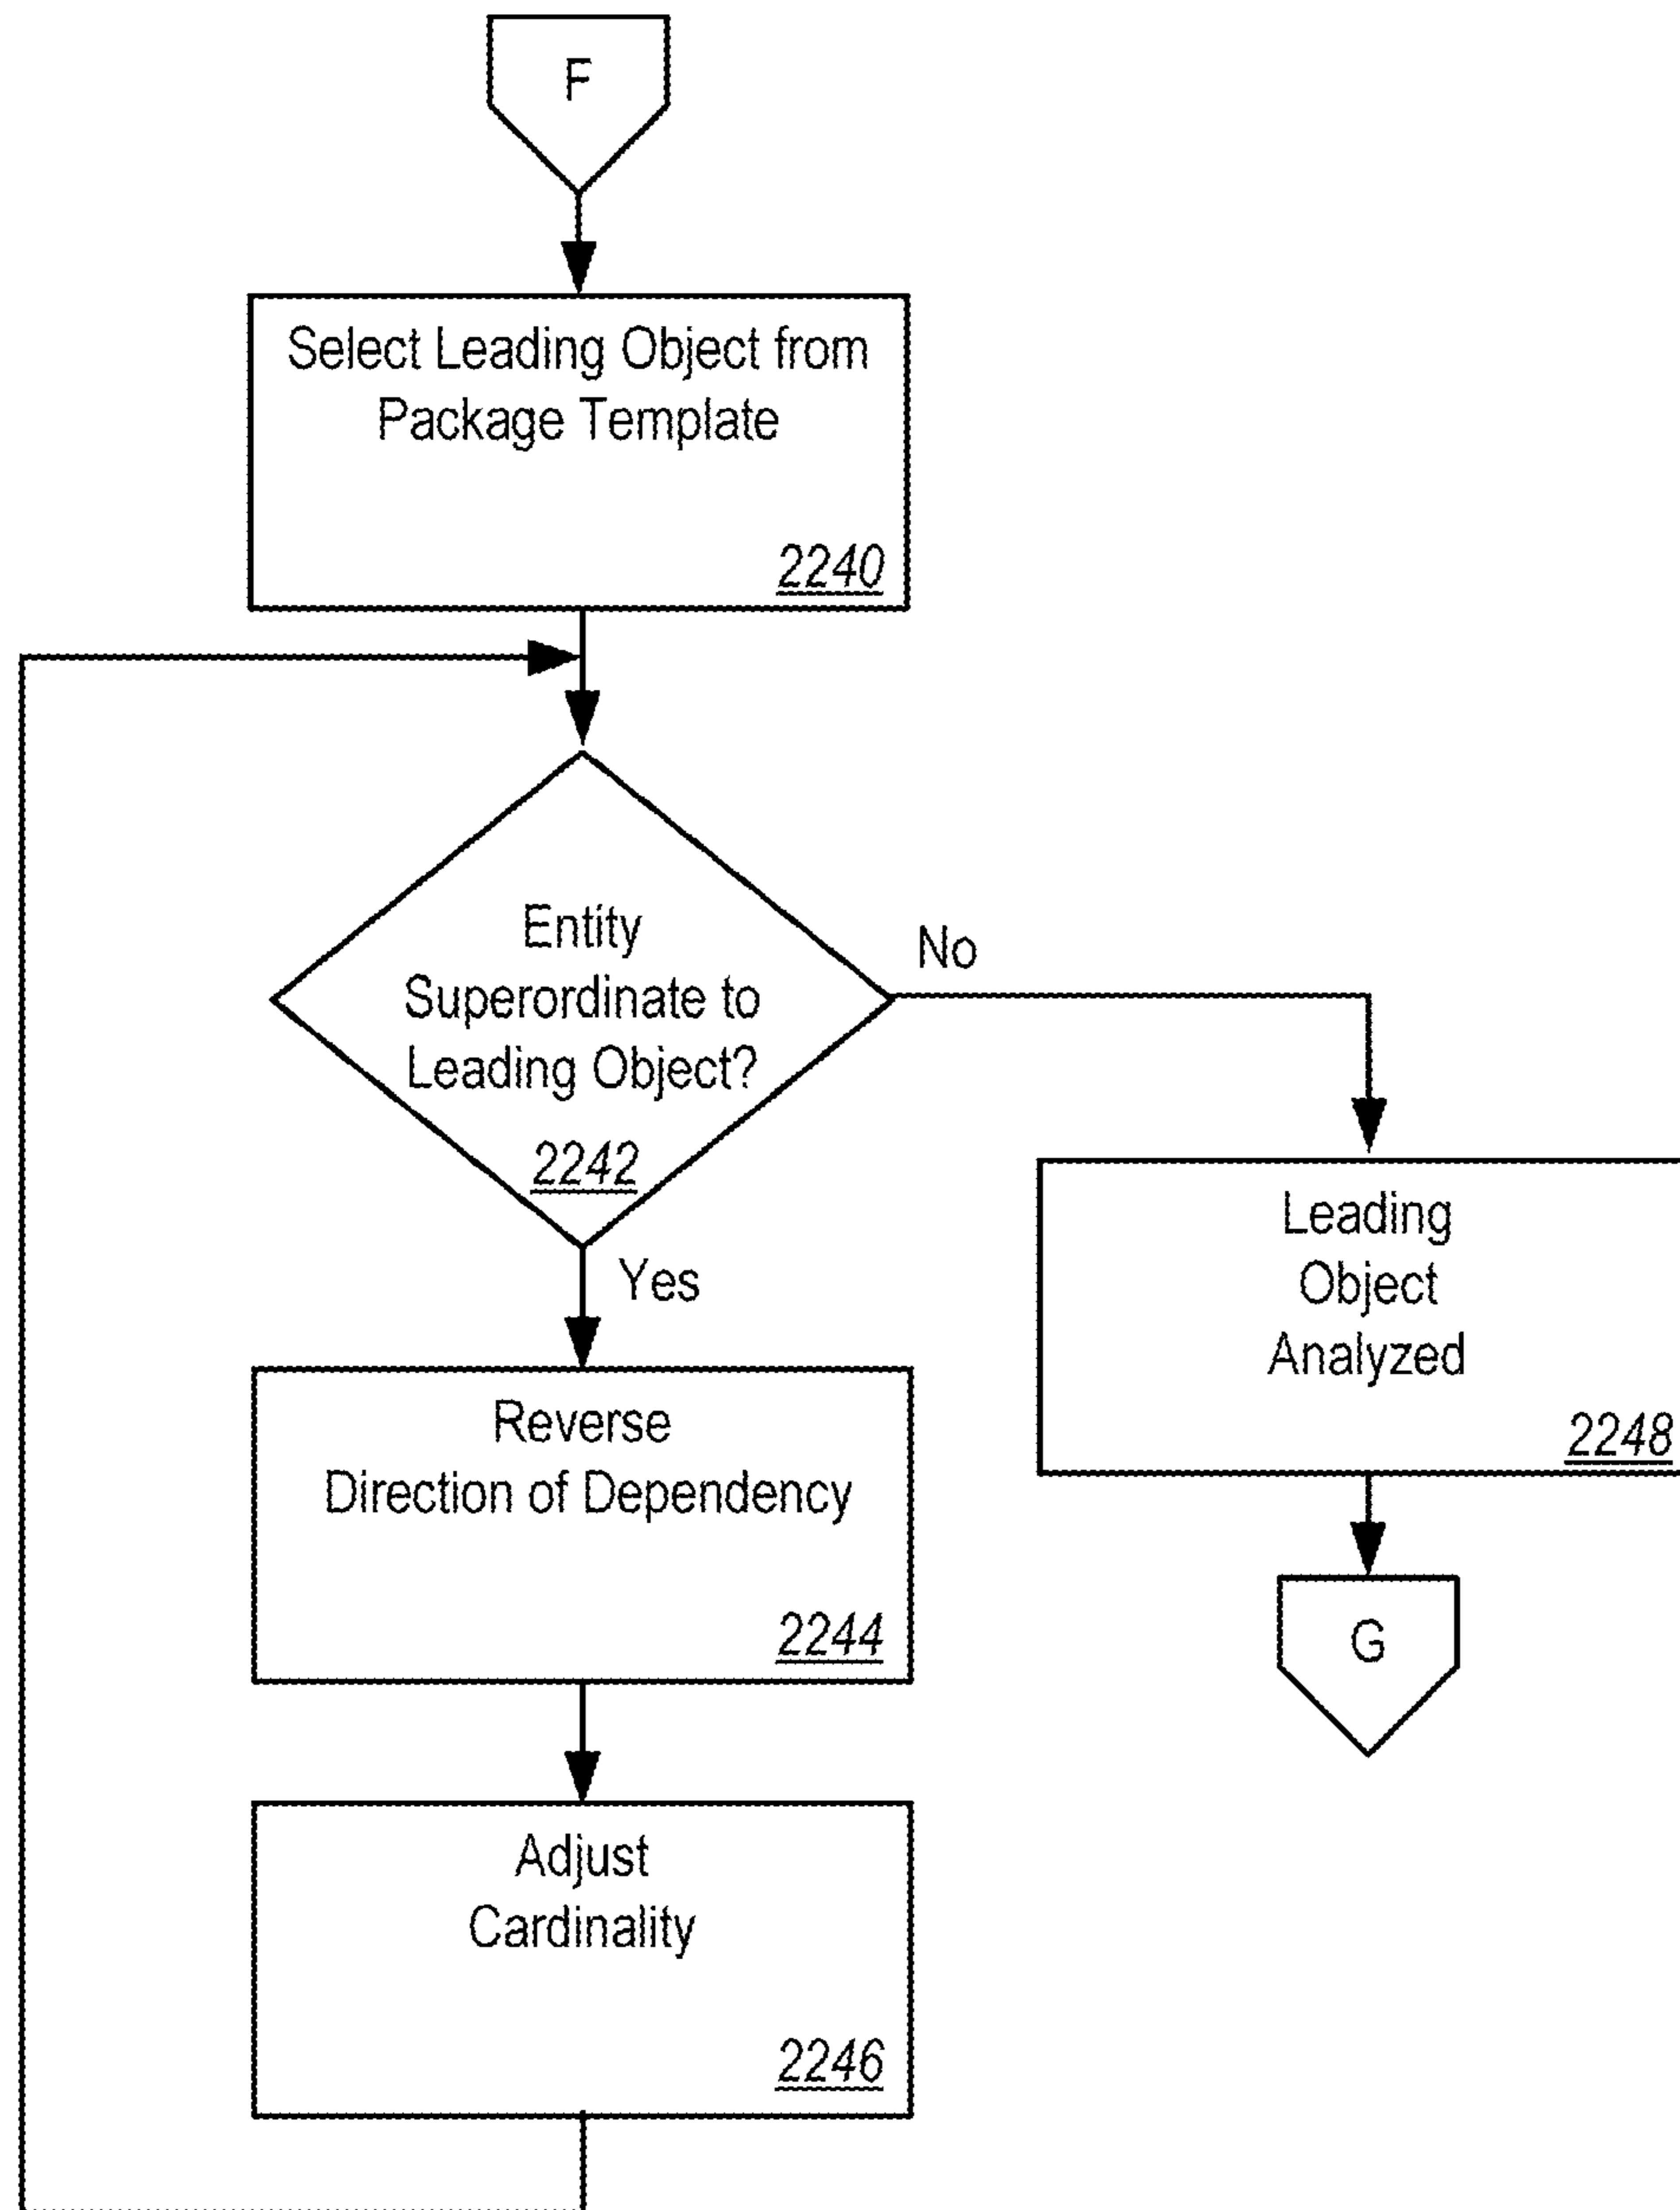 F
Select Leading Object from
Package Template
2240
Entity
Superordinate to
Leading Object?
2242
No
Yes
Leading
Object
Analyzed
2248
Reverse
Direction of Dependency
2244
G
Adjust
Cardinality
2246